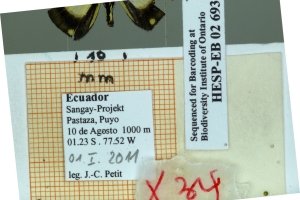 10
mm
Ecuador
Sangay-Projekt
Pastaza, Puyo
10 de Agosto 1000 m
01.23 S . 77.52 W
01 I. 2011
leg. J.-C. Petit
Sequenced for Barcoding at
Biodiversity Institute of Ontario
HESP-EB 02 693